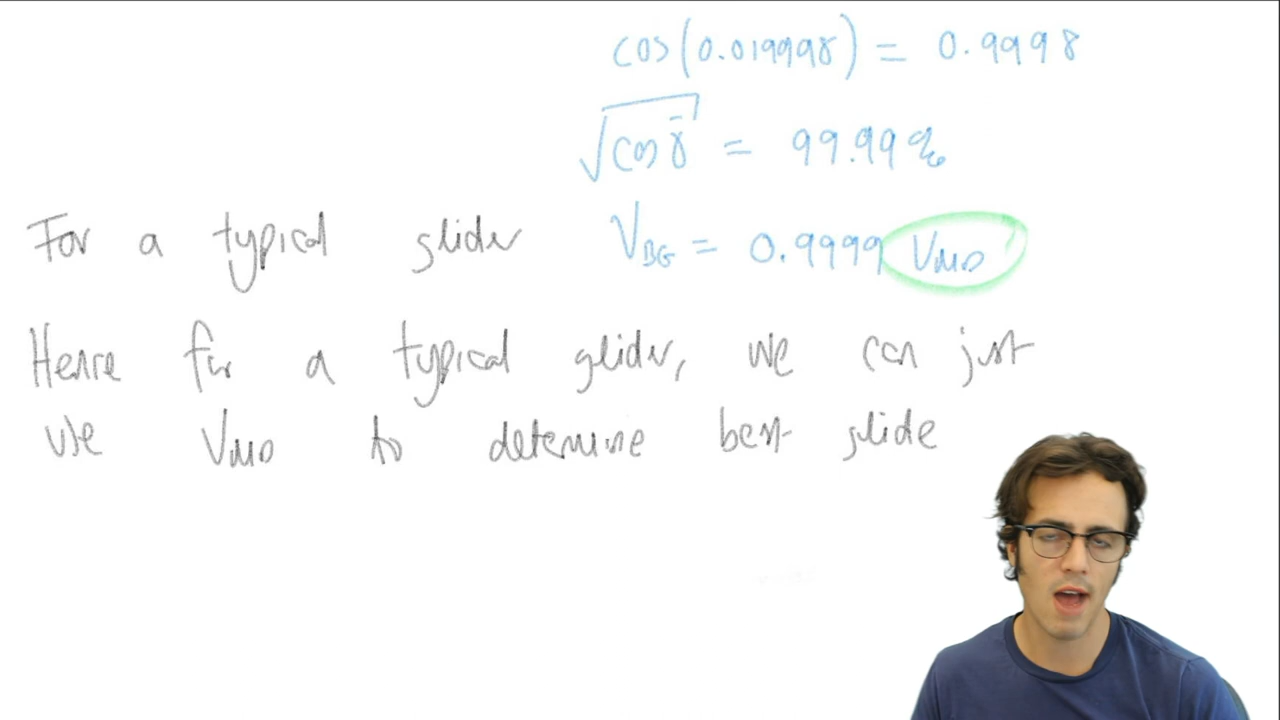 cos(0.019998) = 0.9998
√cos γ̄ = 99.99%
For a typical glider V_BG = 0.9999 V_MD
Hence for a typical glider, we can just
use V_MD to determine best glide